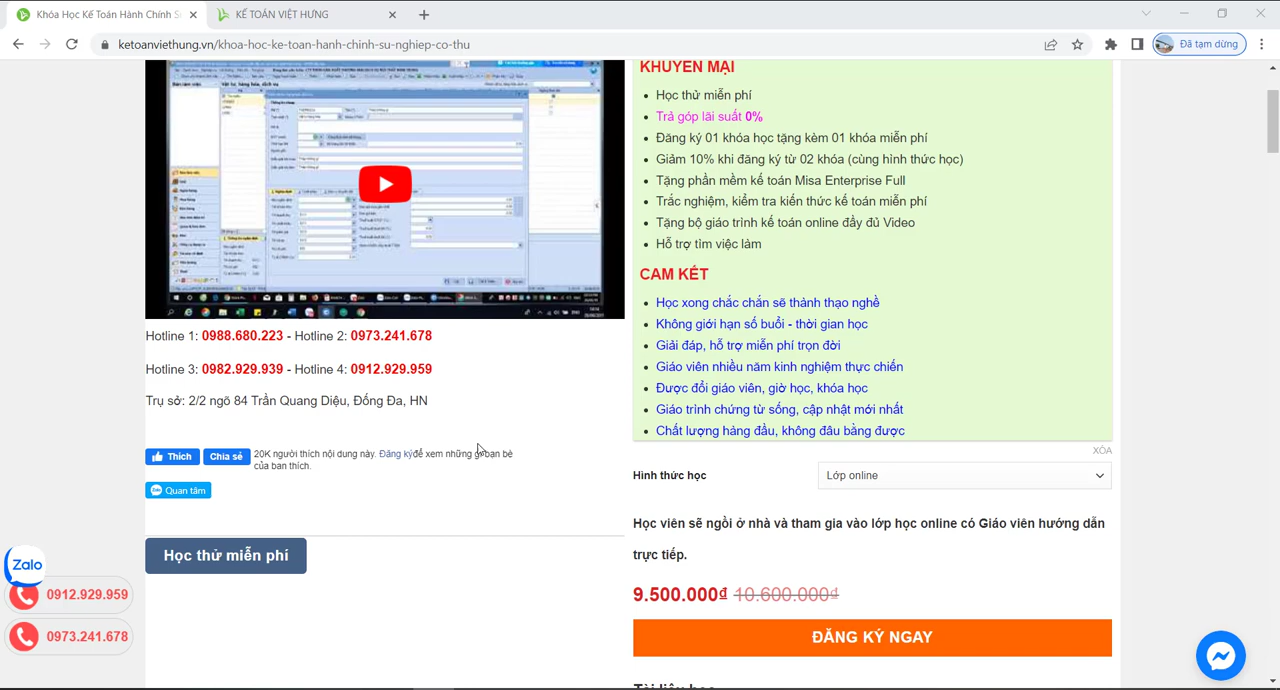 Khóa Học Kế Toán Hành Chính S
KẾ TOÁN VIỆT HƯNG
ketoanviethung.vn/khoa-hoc-ke-toan-hanh-chinh-su-nghiep-co-thu
Đã tạm dừng
Hotline 1: 0988.680.223 - Hotline 2: 0973.241.678
Hotline 3: 0982.929.939 - Hotline 4: 0912.929.959
Trụ sở: 2/2 ngõ 84 Trần Quang Diệu, Đống Đa, HN
Thích
Chia sẻ
20K người thích nội dung này. Đăng ký để xem những gì bạn bè
của bạn thích.
Quan tâm
Học thử miễn phí
Zalo
0912.929.959
0973.241.678
KHUYẾN MẠI
Học thử miễn phí
Trả góp lãi suất 0%
Đăng ký 01 khóa hưởng kèm 01 khóa miễn phí
Giảm 10% khi đăng ký từ 02 khóa (cùng hình thức học)
Tặng phần mềm kế toán Misa Enterprise Full
Trắc nghiệm, kiểm tra kiến thức kế toán miễn phí
Tặng bộ giáo trình kế toán online đầy đủ Video
Hỗ trợ tìm việc làm
CAM KẾT
Học xong chắc chắn sẽ thành thạo nghề
Không giới hạn số buổi - thời gian học
Giải đáp, hỗ trợ miễn phí trọn đời
Giáo viên nhiều năm kinh nghiệm thực chiến
Được đổi giáo viên, giờ học, khóa học
Giáo trình chứng từ sống, cập nhật mới nhất
Chất lượng hàng đầu, không đâu bằng được
XÓA
Hình thức học
Lớp online
Học viên sẽ ngồi ở nhà và tham gia vào lớp học online có Giáo viên hướng dẫn
trực tiếp.
9.500.000₫ 10.600.000₫
ĐĂNG KÝ NGAY